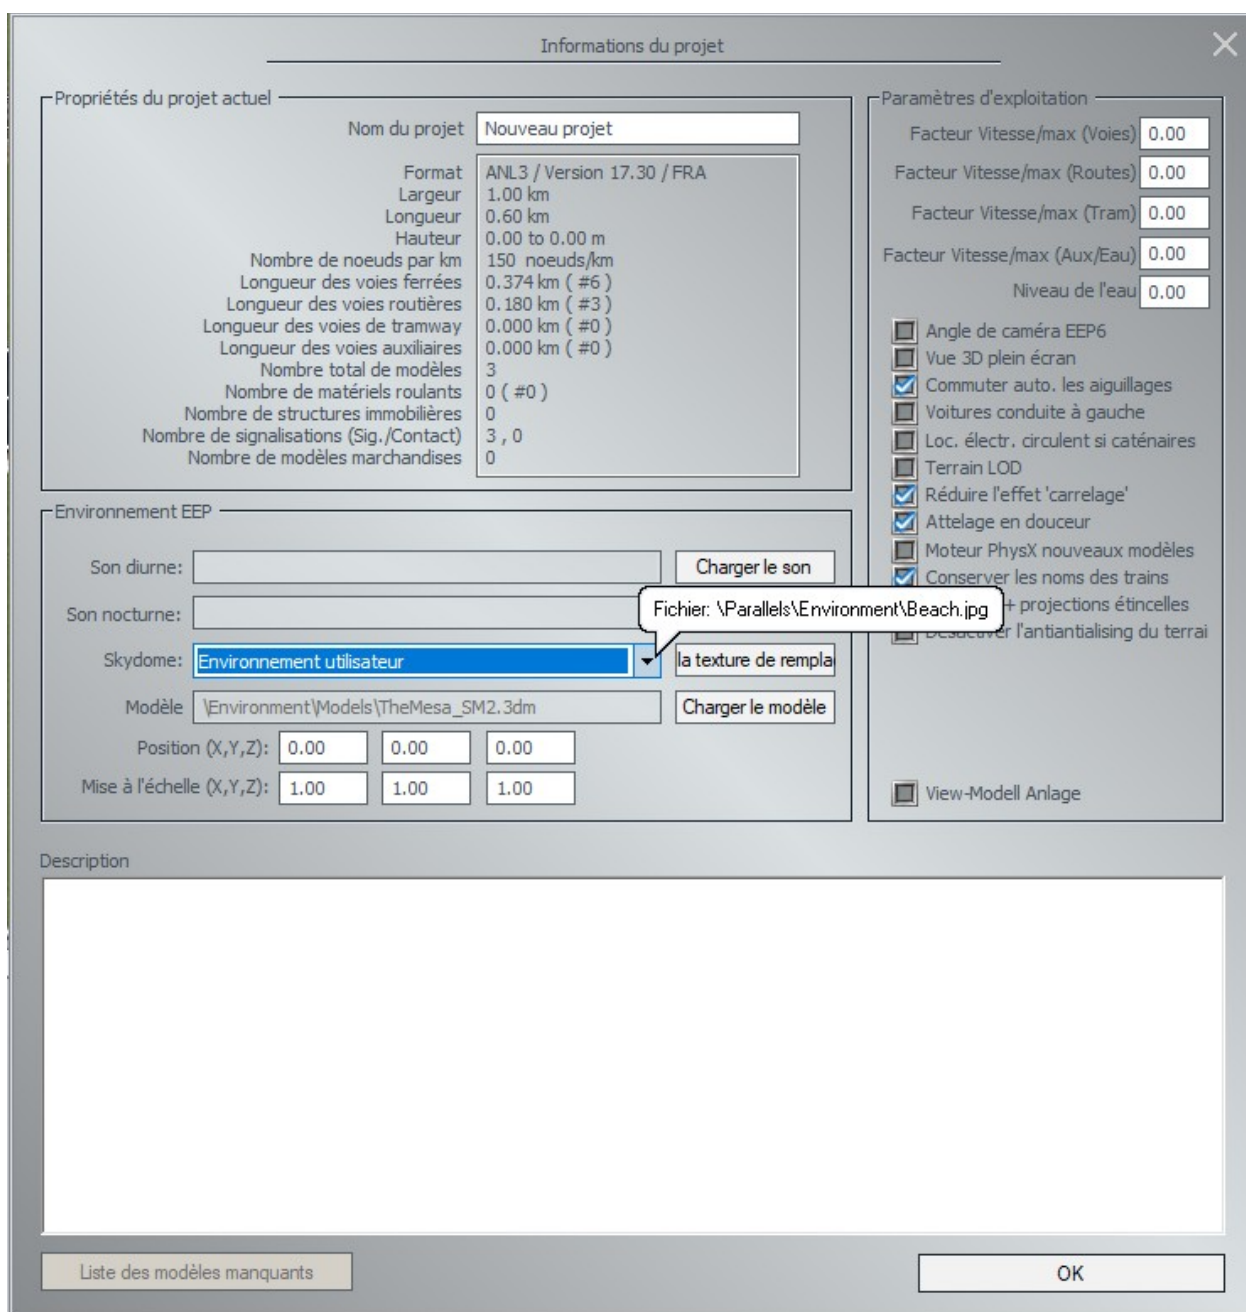 Informations du projet
Propriétés du projet actuel
Nom du projet Nouveau projet
Format ANL3 / Version 17.30 / FRA
Largeur 1.00 km
Longueur 0.60 km
Hauteur 0.00 to 0.00 m
Nombre de noeuds par km 150 noeuds/km
Longueur des voies ferrées 0.374 km ( #6 )
Longueur des voies routières 0.180 km ( #3 )
Longueur des voies de tramway 0.000 km ( #0 )
Longueur des voies auxiliaires 0.000 km ( #0 )
Nombre total de modèles 3
Nombre de matériels roulants 0 ( #0 )
Nombre de structures immobilières 0
Nombre de signalisations (Sig./Contact) 3 , 0
Nombre de modèles marchandises 0
Environnement EEP
Son diurne: Charger le son
Son nocturne:
Fichier: \Parallels\Environment\Beach.jpg
Skydome: Environnement utilisateur la texture de rempla
Modèle \Environment\Models\TheMesa_SM2.3dm Charger le modèle
Position (X,Y,Z): 0.00 0.00 0.00
Mise à l'échelle (X,Y,Z): 1.00 1.00 1.00
Paramètres d'exploitation
Facteur Vitesse/max (Voies) 0.00
Facteur Vitesse/max (Routes) 0.00
Facteur Vitesse/max (Tram) 0.00
Facteur Vitesse/max (Aux/Eau) 0.00
Niveau de l'eau 0.00
Angle de caméra EEP6
Vue 3D plein écran
Commuter auto. les aiguillages
Voitures conduite à gauche
Loc. électr. circulent si caténaires
Terrain LOD
Réduire l'effet 'carrelage'
Attelage en douceur
Moteur PhysX nouveaux modèles
Conserver les noms des trains
+ projections étincelles
Désactiver l'antiantialising du terrai
View-Modell Anlage
Description
Liste des modèles manquants
OK